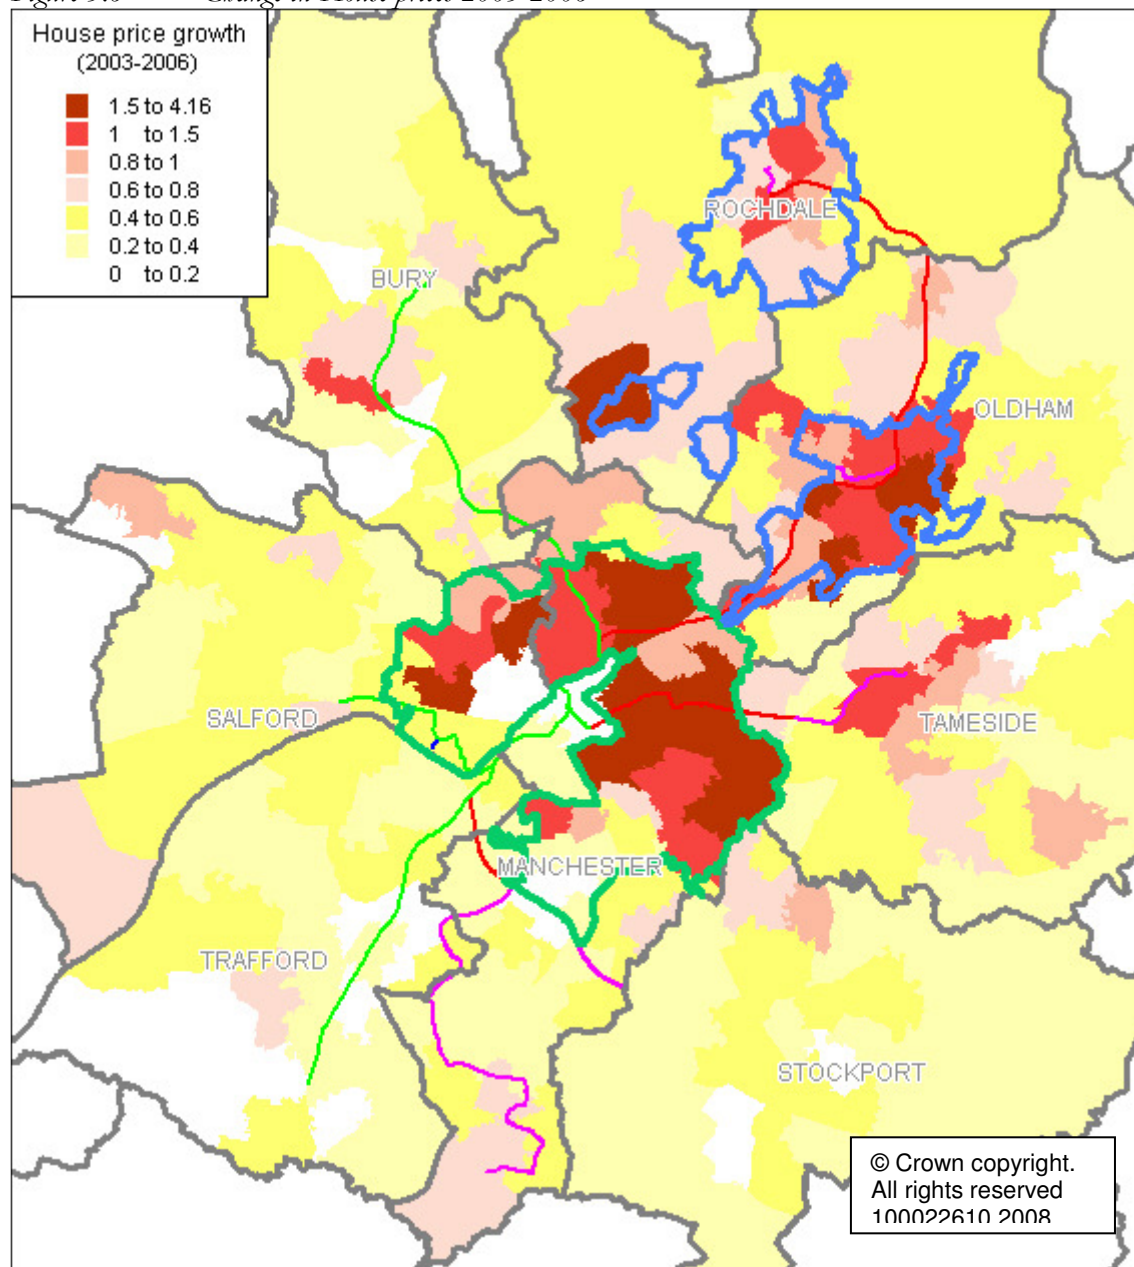 House price growth
(2003-2006)
1.5 to 4.16
1 to 1.5
0.8 to 1
0.6 to 0.8
0.4 to 0.6
0.2 to 0.4
0 to 0.2
ROCHDALE
BURY
OLDHAM
SALFORD
TAMESIDE
MANCHESTER
TRAFFORD
STOCKPORT
© Crown copyright.
All rights reserved
100022610 2008